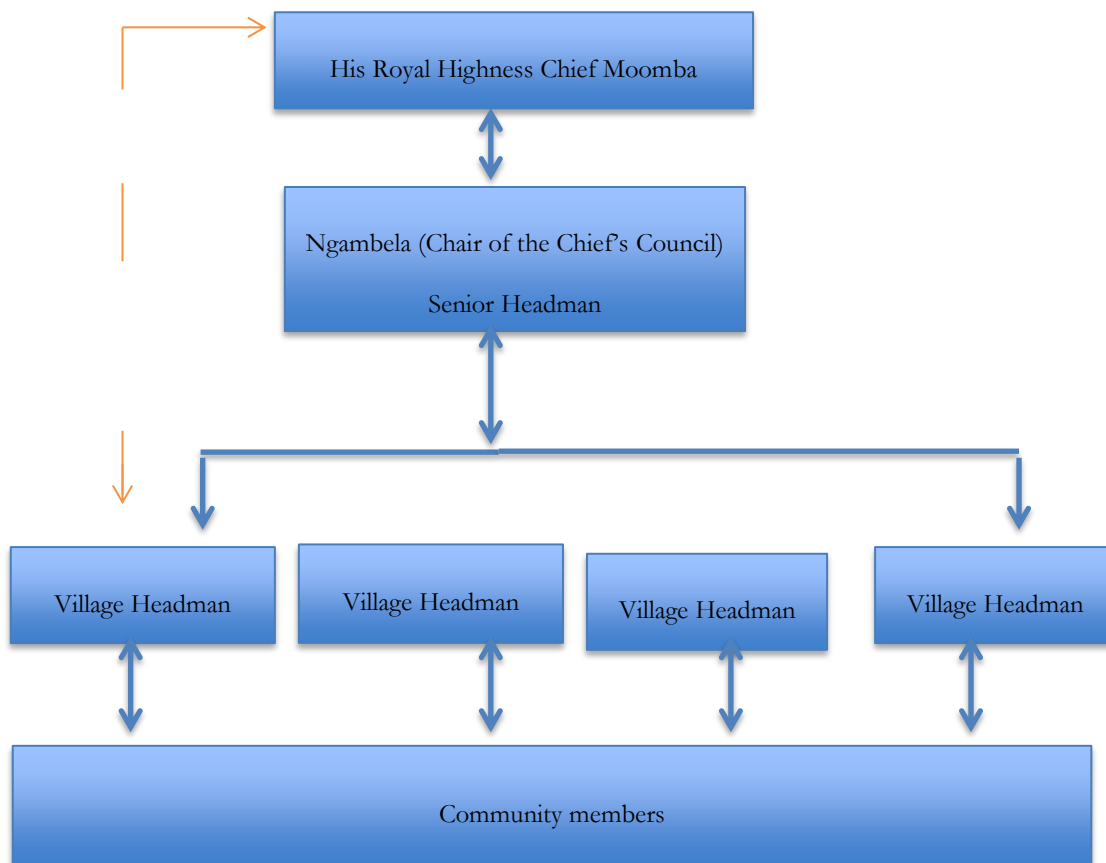 His Royal Highness Chief Moomba
Ngambela (Chair of the Chief’s Council)
Senior Headman
Village Headman
Village Headman
Village Headman
Village Headman
Community members